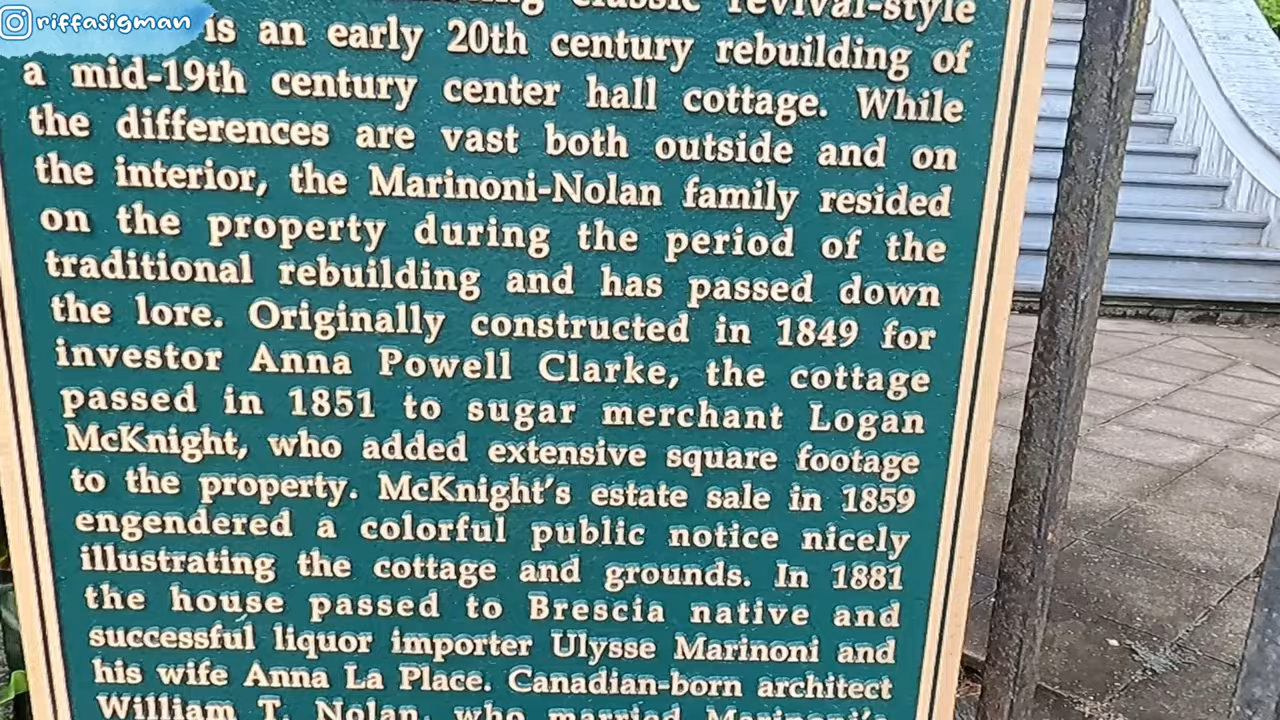 riffasigman
classic revival-style
is an early 20th century rebuilding of
a mid-19th century center hall cottage. While
the differences are vast both outside and on
the interior, the Marinoni-Nolan family resided
on the property during the period of the
traditional rebuilding and has passed down
the lore. Originally constructed in 1849 for
investor Anna Powell Clarke, the cottage
passed in 1851 to sugar merchant Logan
McKnight, who added extensive square footage
to the property. McKnight's estate sale in 1859
engendered a colorful public notice nicely
illustrating the cottage and grounds. In 1881
the house passed to Brescia native and
successful liquor importer Ulysse Marinoni and
his wife Anna La Place. Canadian-born architect
William T. Nolan, who married Marinoni's